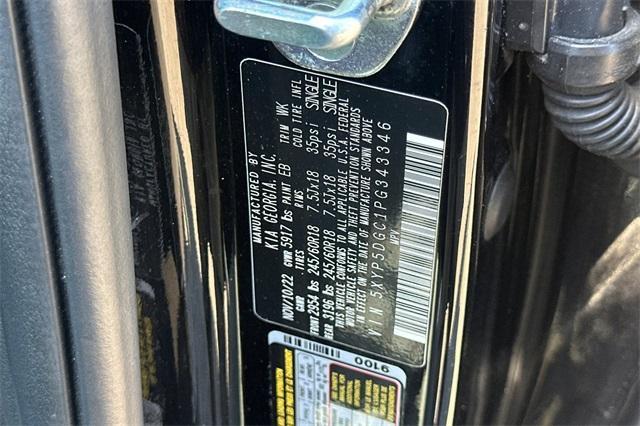 MANUFACTURED BY
KIA GEORGIA, INC.
NOV/10/22 GVWR 5917 lbs PAINT EB TRIM WK
GAWR TIRES RIMS COLD TIRE INFL
FRONT 2954 lbs 245/60R18 7.5Jx18 35psi SINGLE
REAR 3196 lbs 245/60R18 7.5Jx18 35psi SINGLE
THIS VEHICLE CONFORMS TO ALL APPLICABLE U.S.A. FEDERAL
MOTOR VEHICLE SAFETY AND THEFT PREVENTION STANDARDS
IN EFFECT ON THE DATE OF MANUFACTURE SHOWN ABOVE
VIN 5XYP5DGC1PG343346
MPV
9100